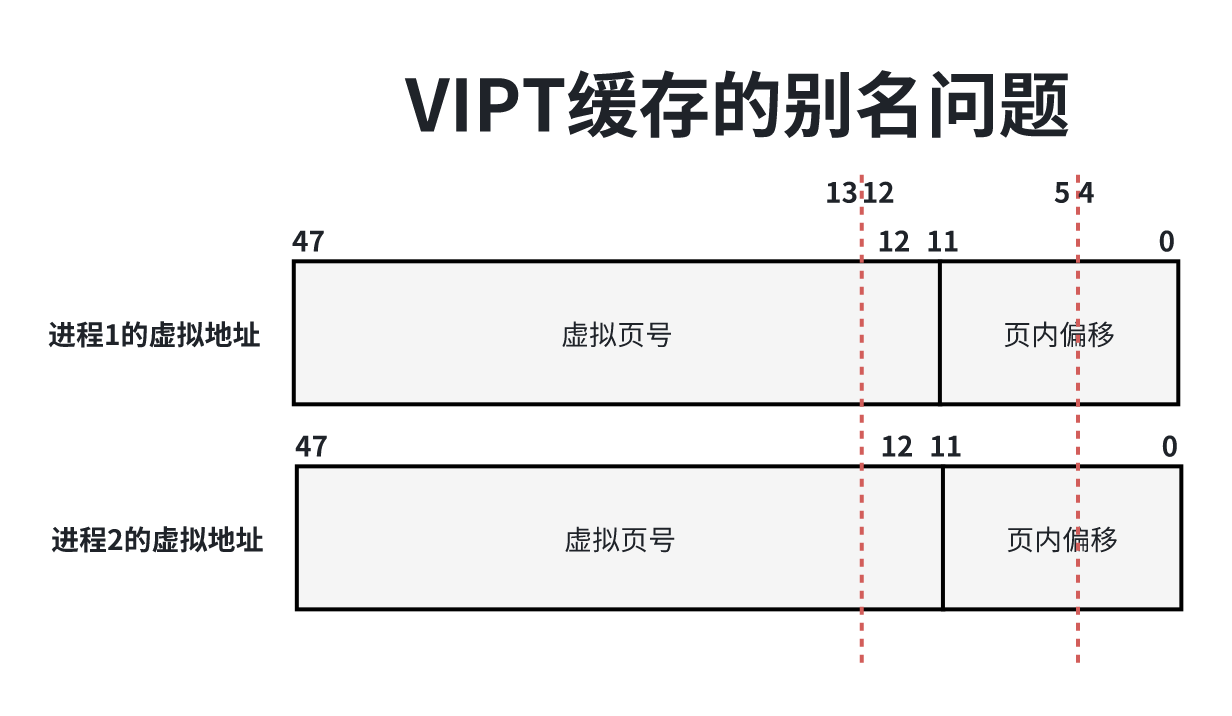 VIPT缓存的别名问题
13 12 5 4
47 12 11 0
进程1的虚拟地址 虚拟页号 页内偏移
47 12 11 0
进程2的虚拟地址 虚拟页号 页内偏移